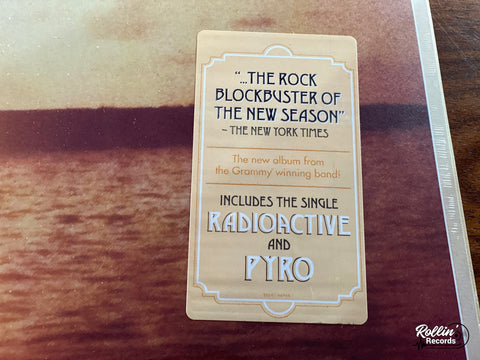 “...THE ROCK
BLOCKBUSTER OF
THE NEW SEASON”
– THE NEW YORK TIMES
The new album from
the Grammy winning band!
INCLUDES THE SINGLE
RADIOACTIVE
AND
PYRO
Rollin'
Records